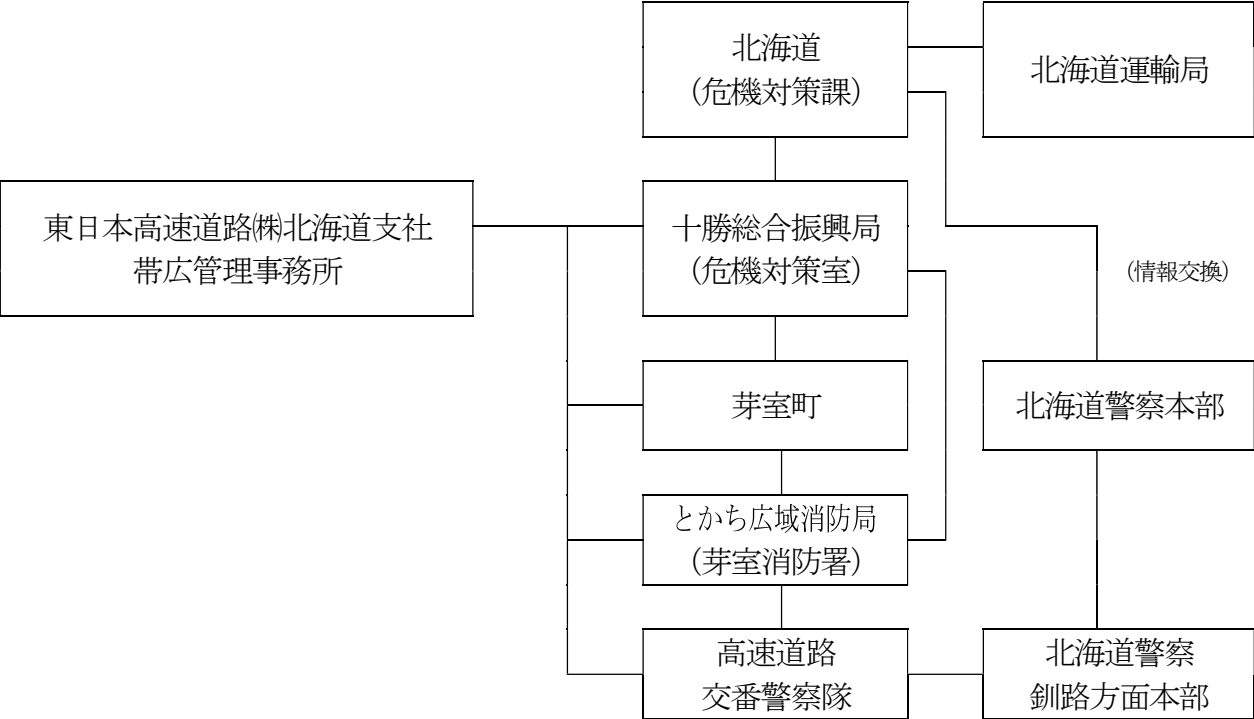 北海道
（危機対策課）
北海道運輸局
東日本高速道路㈱北海道支社
帯広管理事務所
十勝総合振興局
（危機対策室）
（情報交換）
芽室町
北海道警察本部
とかち広域消防局
（芽室消防署）
高速道路
交番警察隊
北海道警察
釧路方面本部